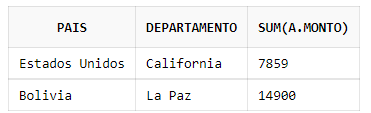 PAIS DEPARTAMENTO SUM(A.MONTO)
Estados Unidos California 7859
Bolivia La Paz 14900